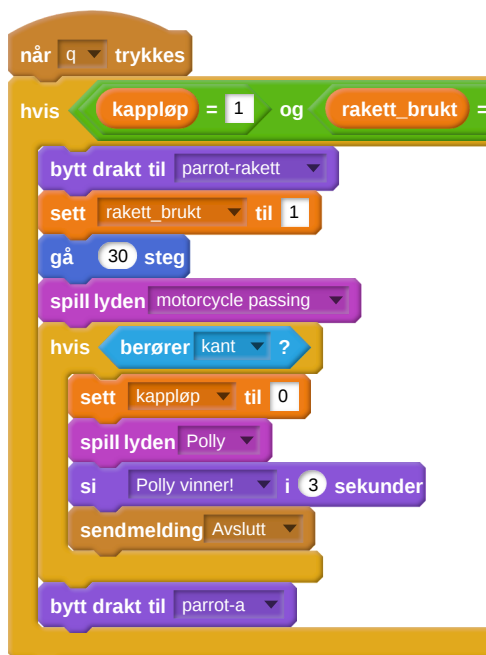 når q trykkes
hvis kappløp = 1 og rakett_brukt =
bytt drakt til parrot-rakett
sett rakett_brukt til 1
gå 30 steg
spill lyden motorcycle passing
hvis berører kant ?
sett kappløp til 0
spill lyden Polly
si Polly vinner! i 3 sekunder
sendmelding Avslutt
bytt drakt til parrot-a